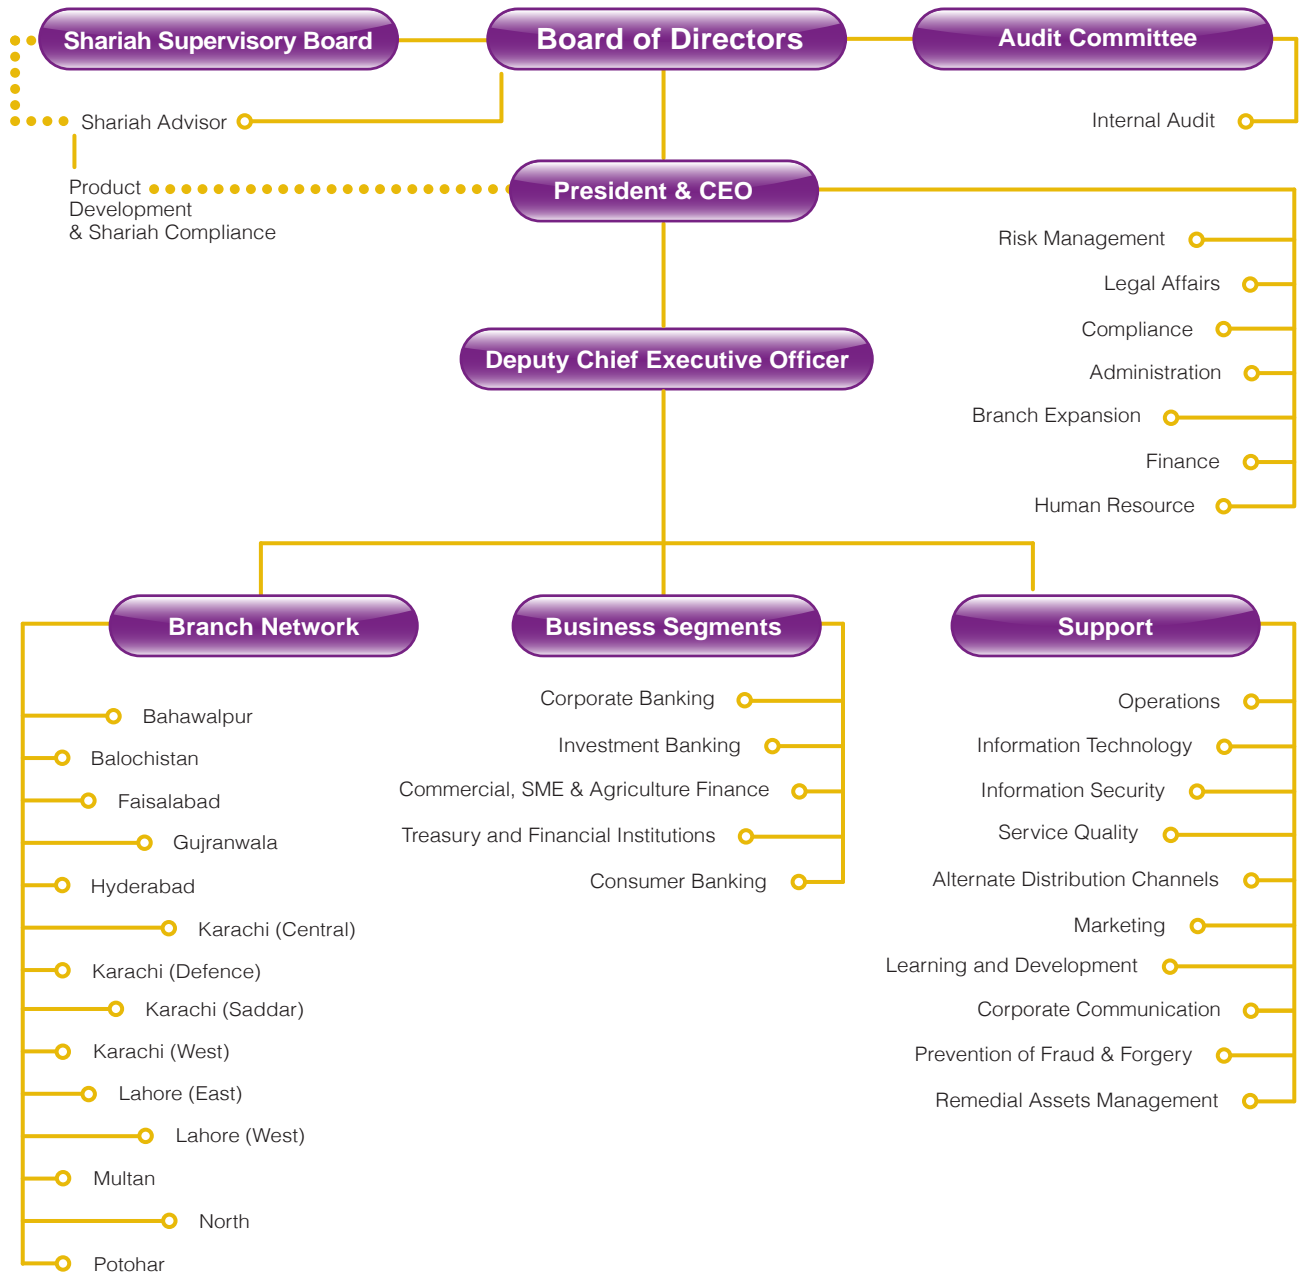 Shariah Supervisory Board
Board of Directors
Audit Committee
Shariah Advisor
Internal Audit
Product
Development
& Shariah Compliance
President & CEO
Risk Management
Legal Affairs
Compliance
Administration
Branch Expansion
Finance
Human Resource
Deputy Chief Executive Officer
Branch Network
Bahawalpur
Balochistan
Faisalabad
Gujranwala
Hyderabad
Karachi (Central)
Karachi (Defence)
Karachi (Saddar)
Karachi (West)
Lahore (East)
Lahore (West)
Multan
North
Potohar
Business Segments
Corporate Banking
Investment Banking
Commercial, SME & Agriculture Finance
Treasury and Financial Institutions
Consumer Banking
Support
Operations
Information Technology
Information Security
Service Quality
Alternate Distribution Channels
Marketing
Learning and Development
Corporate Communication
Prevention of Fraud & Forgery
Remedial Assets Management